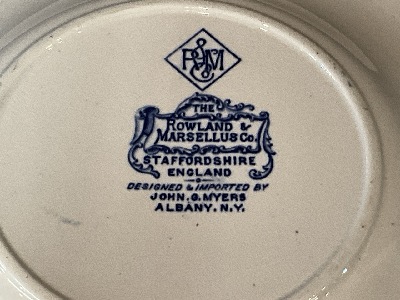 R&M
THE
ROWLAND &
MARSELLUS CO.
STAFFORDSHIRE
ENGLAND
DESIGNED & IMPORTED BY
JOHN. G. MYERS
ALBANY. N.Y.